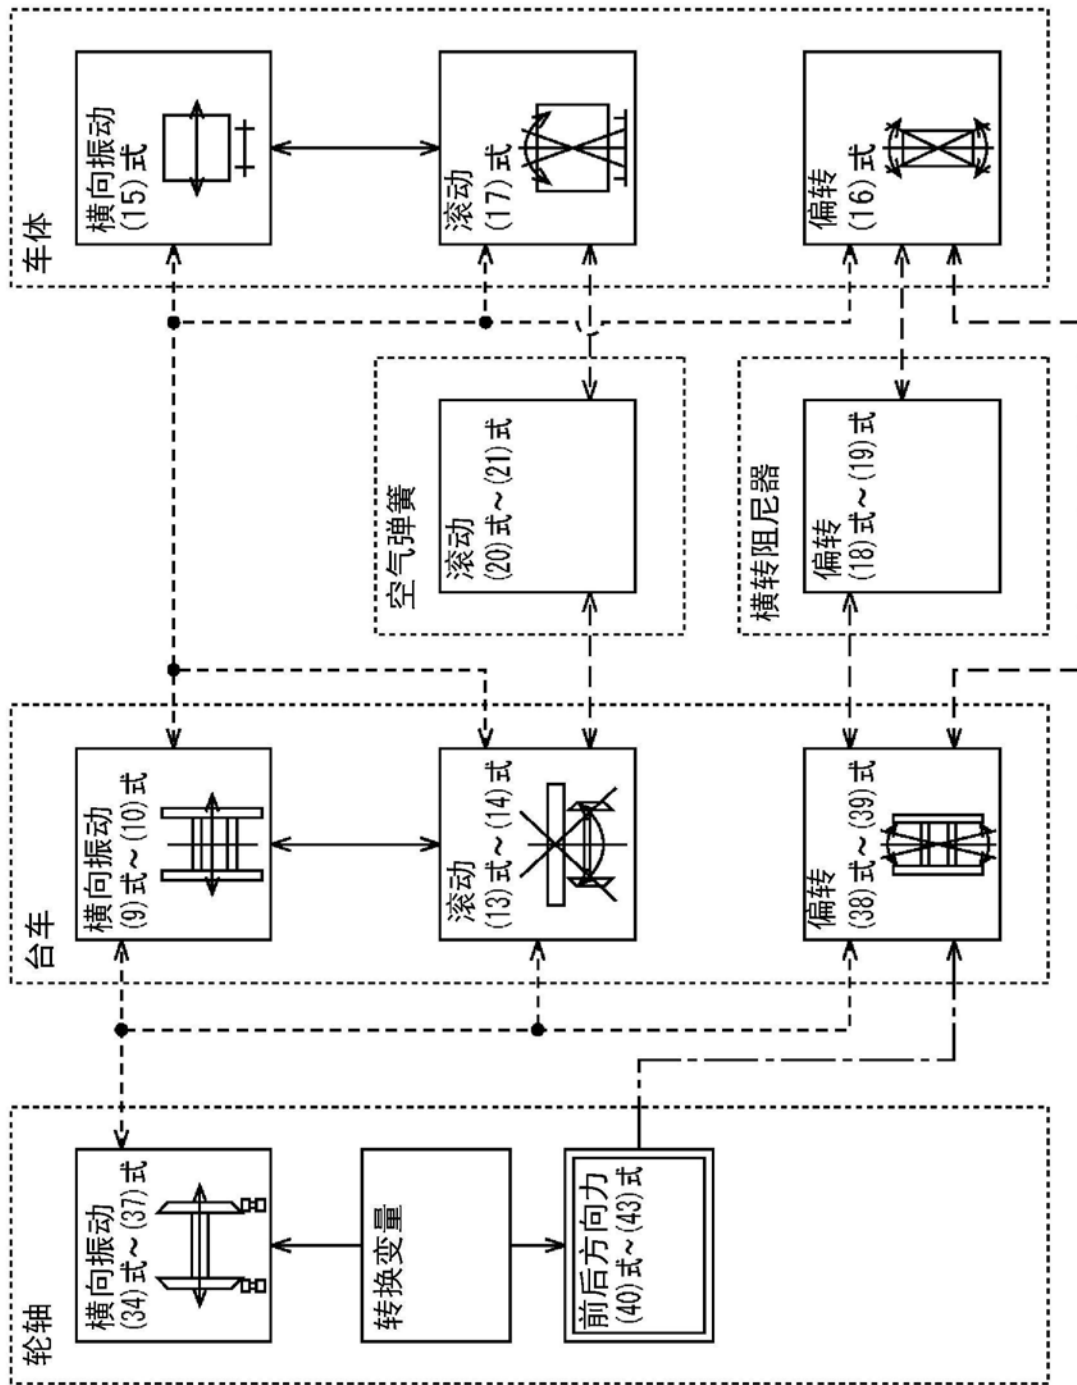 轮轴
横向振动
(34)式~(37)式
转换变量
前后方向力
(40)式~(43)式
台车
横向振动
(9)式~(10)式
滚动
(13)式~(14)式
偏转
(38)式~(39)式
空气弹簧
滚动
(20)式~(21)式
横转阻尼器
偏转
(18)式~(19)式
车体
横向振动
(15)式
滚动
(17)式
偏转
(16)式